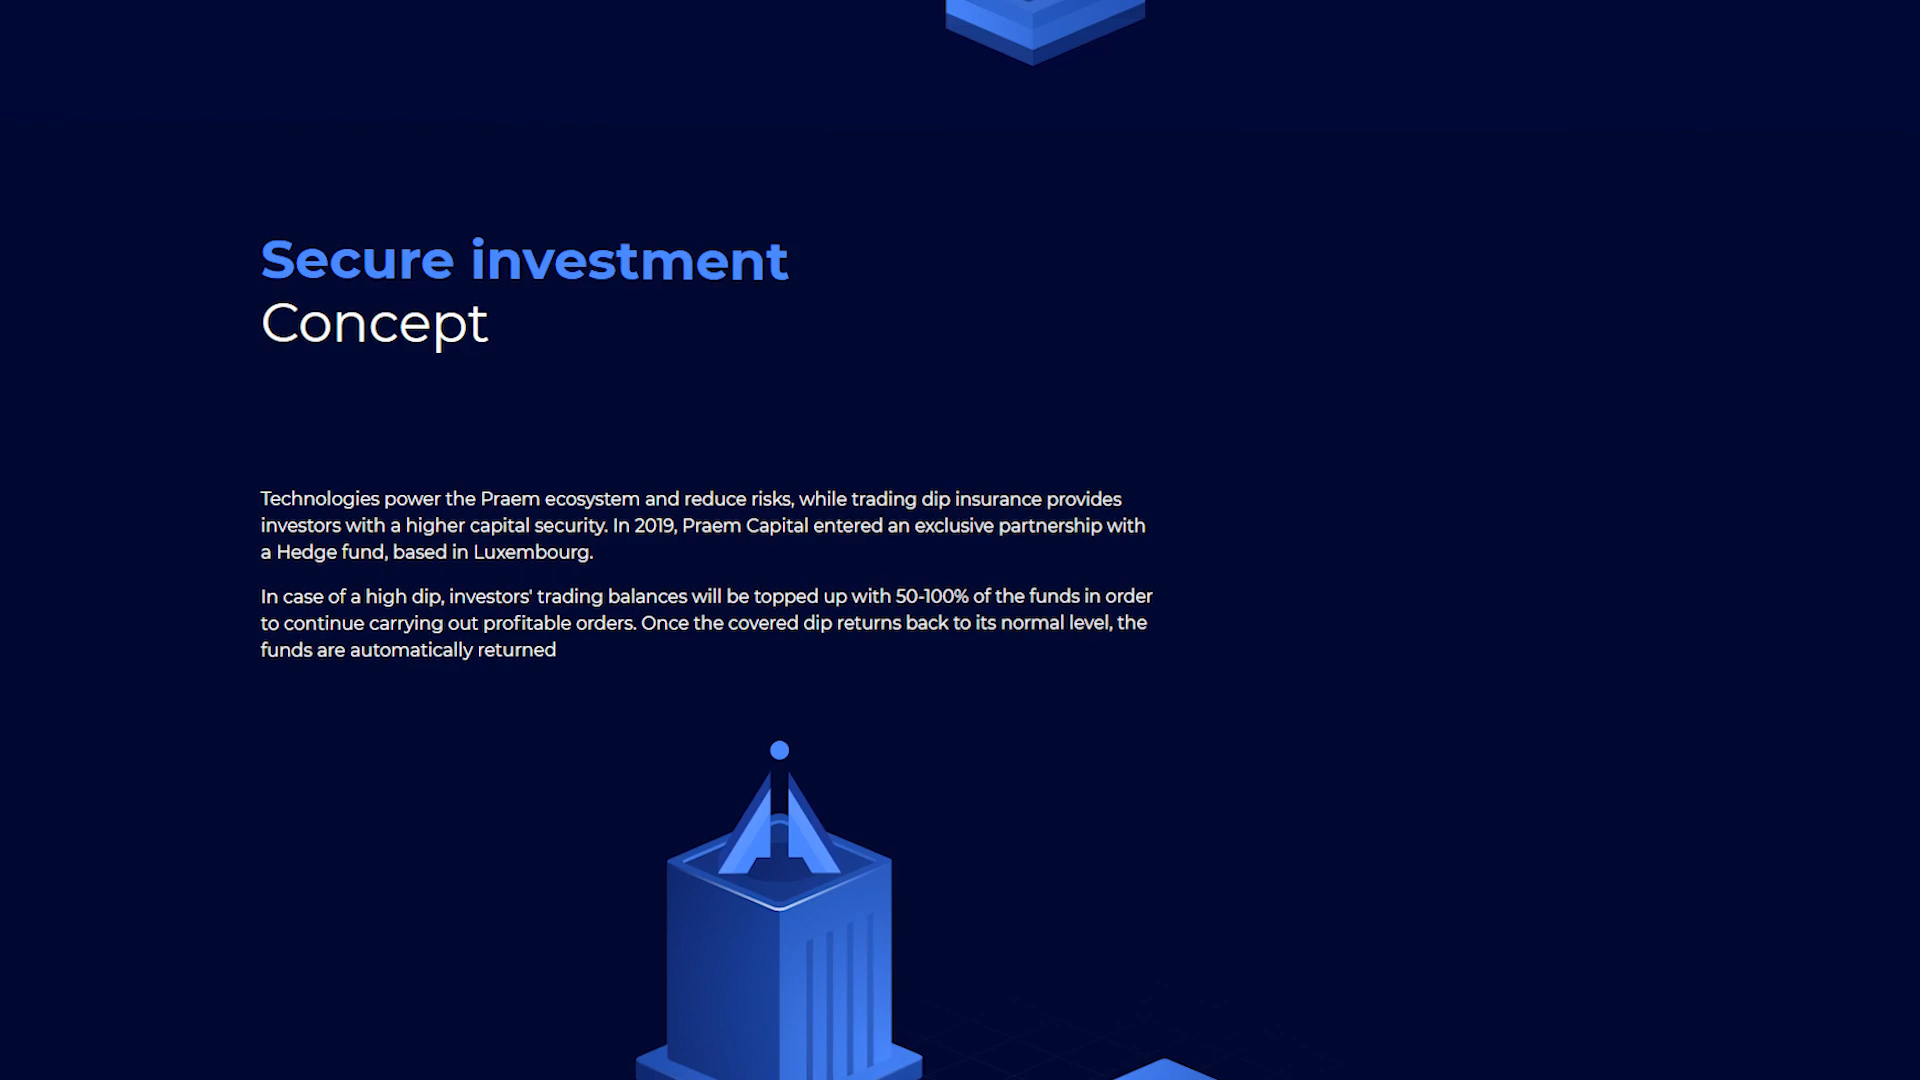 Secure investment
Concept
Technologies power the Praem ecosystem and reduce risks, while trading dip insurance provides
investors with a higher capital security. In 2019, Praem Capital entered an exclusive partnership with
a Hedge fund, based in Luxembourg.
In case of a high dip, investors' trading balances will be topped up with 50-100% of the funds in order
to continue carrying out profitable orders. Once the covered dip returns back to its normal level, the
funds are automatically returned